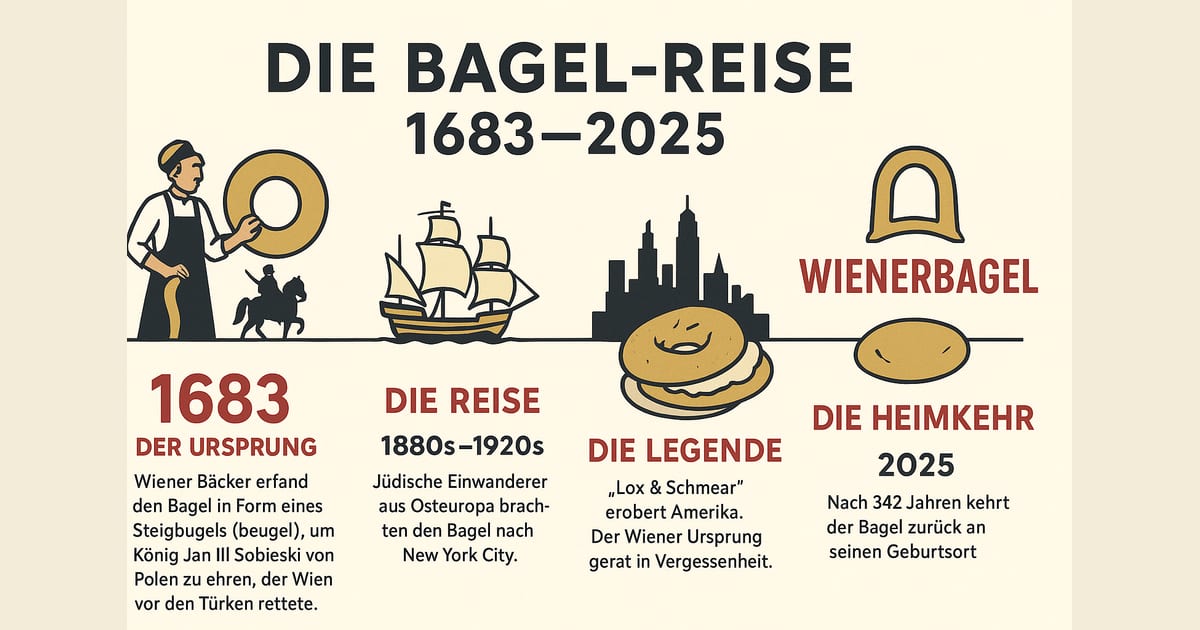 DIE BAGEL-REISE
1683–2025
1683
DER URSPRUNG
Wiener Bäcker erfand
den Bagel in Form eines
Steigbugels (beugel), um
König Jan III Sobieski von
Polen zu ehren, der Wien
vor den Türken rettete.
DIE REISE
1880s–1920s
Jüdische Einwanderer
aus Osteuropa brach-
ten den Bagel nach
New York City.
DIE LEGENDE
„Lox & Schmear”
erobert Amerika.
Der Wiener Ursprung
gerat in Vergessenheit.
WIENERBAGEL
DIE HEIMKEHR
2025
Nach 342 Jahren kehrt
der Bagel zurück an
seinen Geburtsort